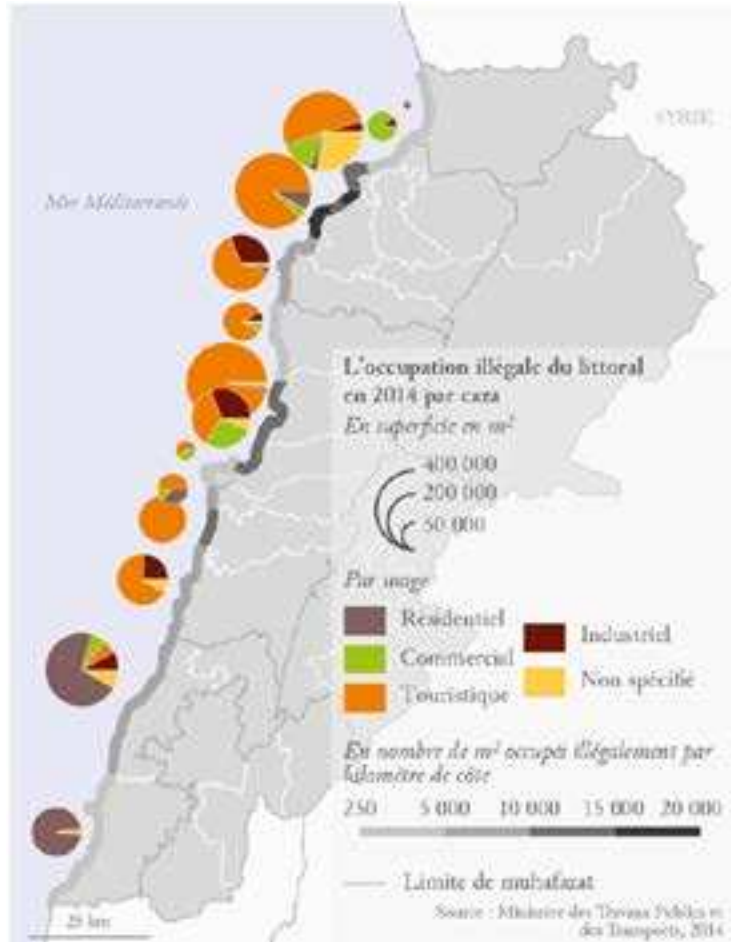 SYRIE
Mer Méditerranée
L'occupation illégale du littoral
en 2014 par caza
En superficie en m²
400 000
200 000
50 000
Par usage
Résidentiel
Commercial
Touristique
Industriel
Non spécifié
En nombre de m² occupés illégalement par
kilomètre de côte
250 5 000 10 000 15 000 20 000
Limite de muhafazat
Source : Ministère des Travaux Publics et
des Transports, 2014
25 km